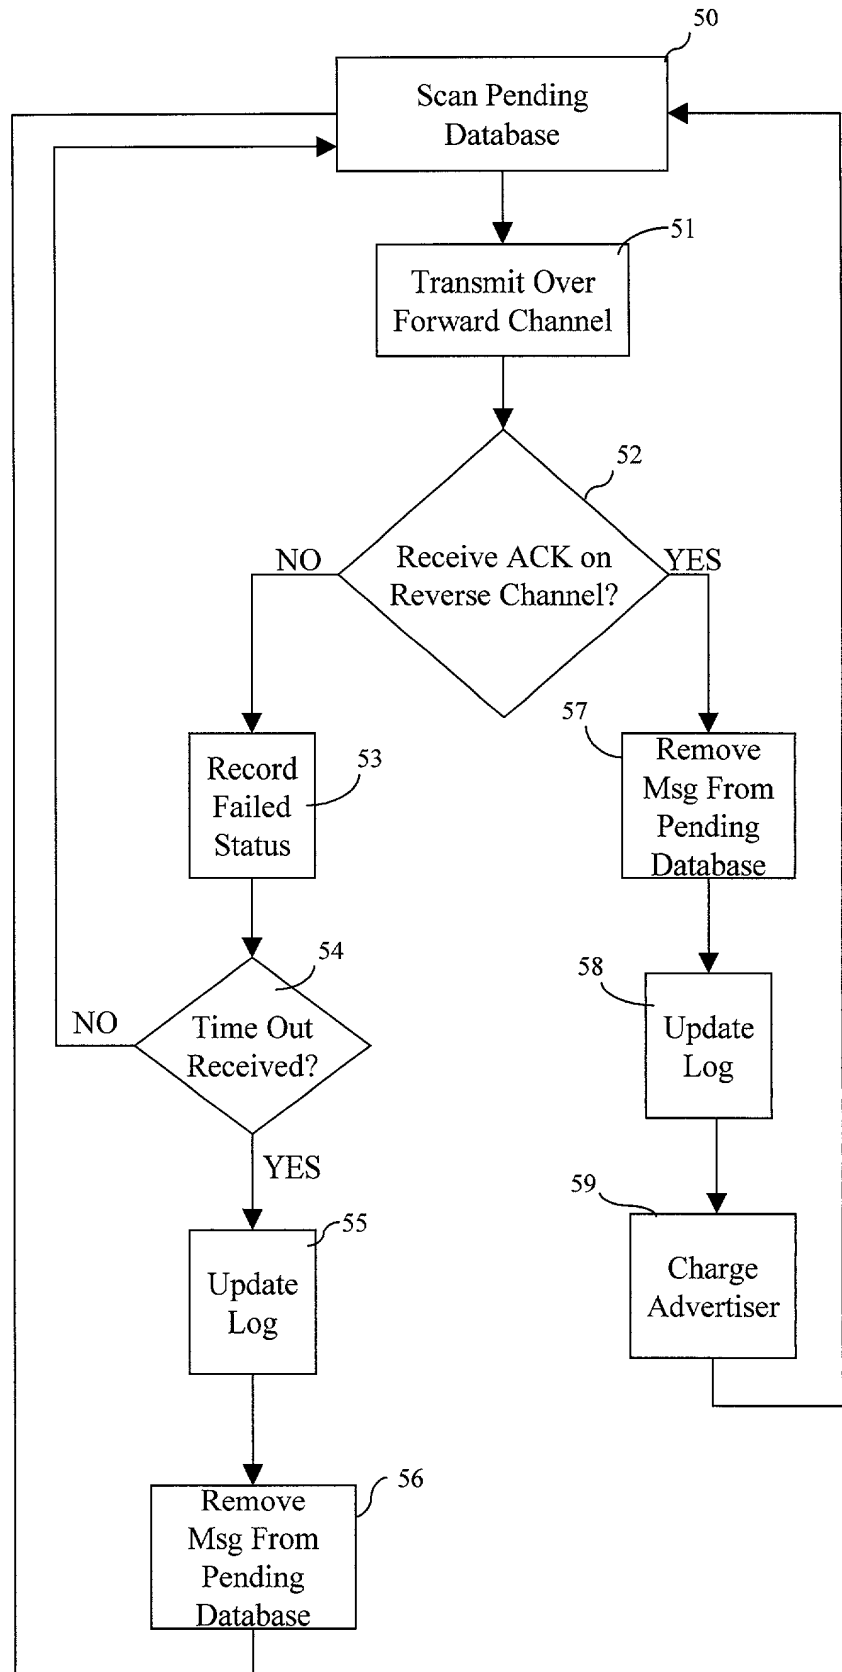 50
Scan Pending
Database
51
Transmit Over
Forward Channel
52
NO
Receive ACK on
Reverse Channel?
YES
53
Record
Failed
Status
57
Remove
Msg From
Pending
Database
54
NO
Time Out
Received?
YES
58
Update
Log
55
Update
Log
59
Charge
Advertiser
56
Remove
Msg From
Pending
Database